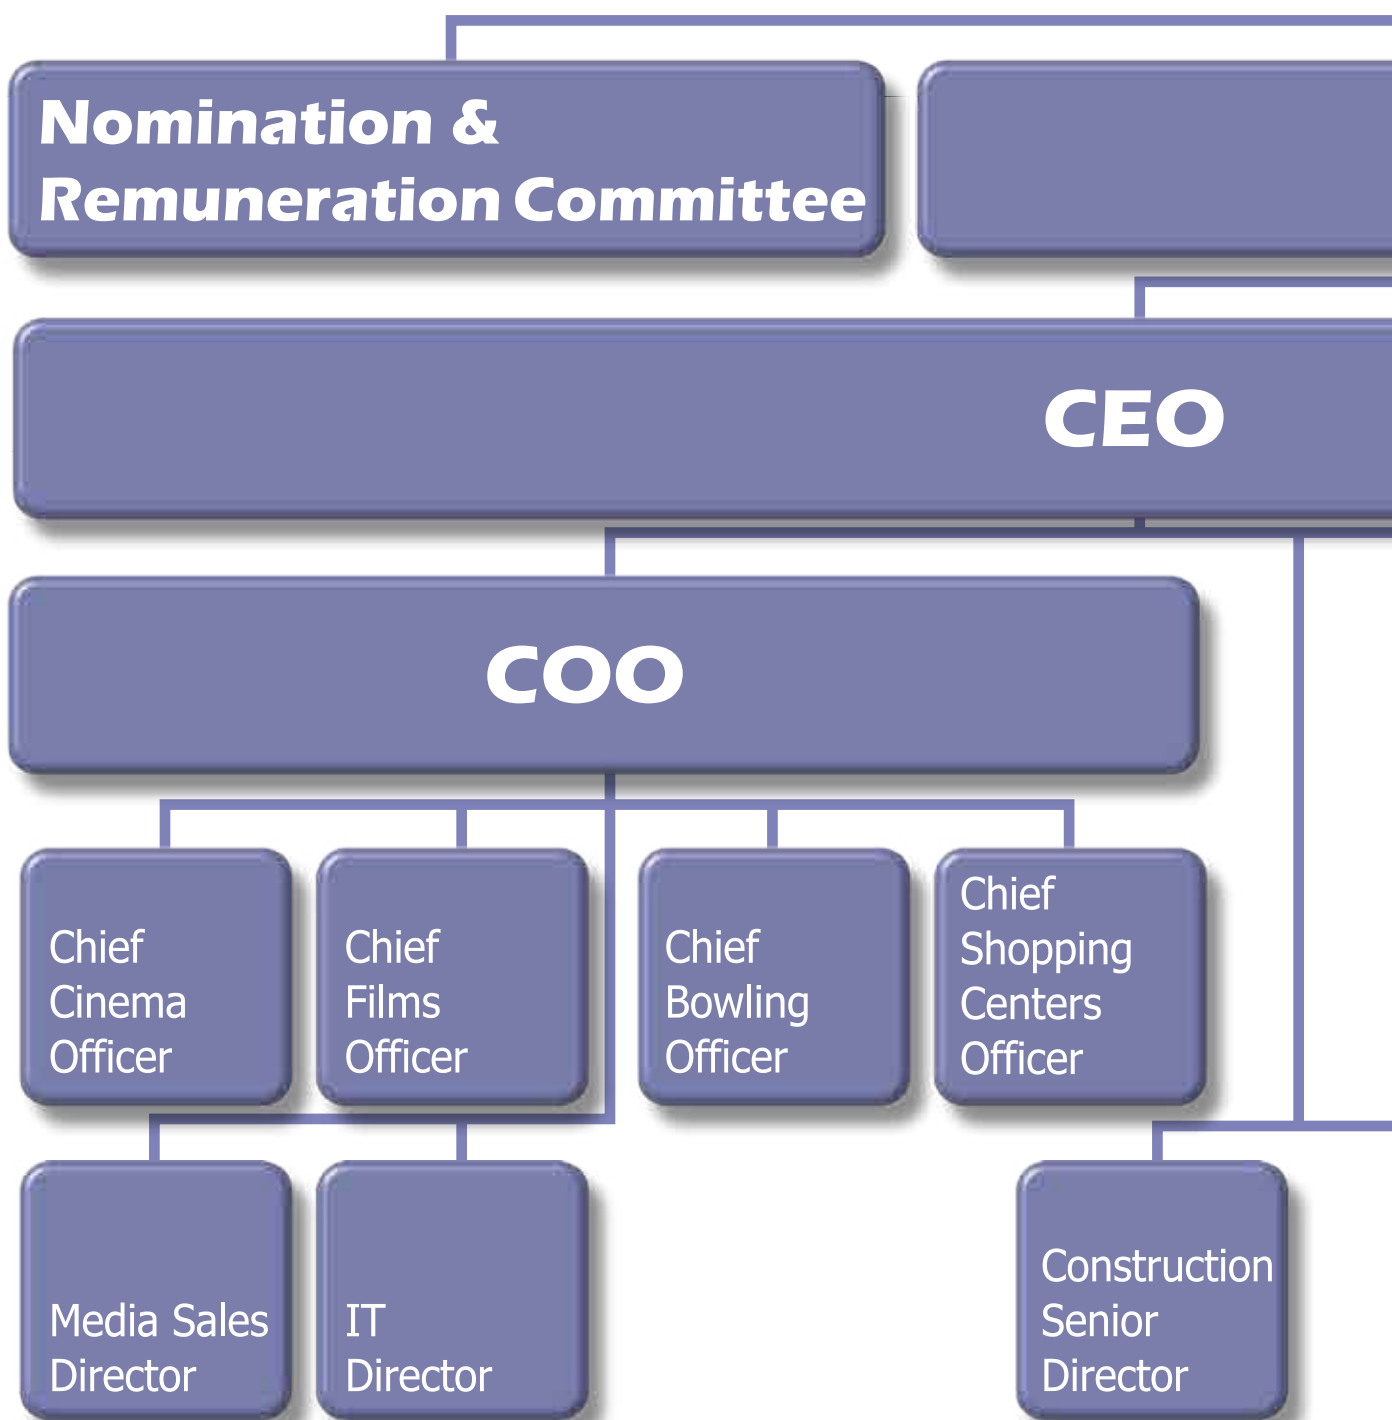 Nomination &
Remuneration Committee
CEO
COO
Chief
Cinema
Officer
Chief
Films
Officer
Chief
Bowling
Officer
Chief
Shopping
Centers
Officer
Media Sales
Director
IT
Director
Construction
Senior
Director